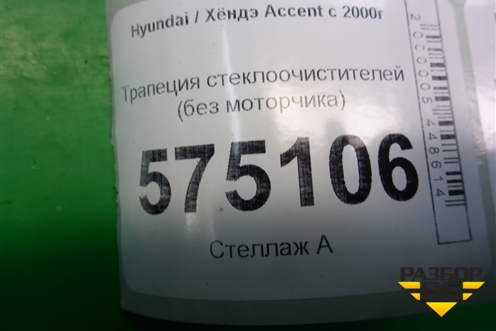 Hyundai / Хёндэ Accent с 2000г
Трапеция стеклоочистителей
(без моторчика)
575106
Стеллаж А
2000005448614
РАЗБОР